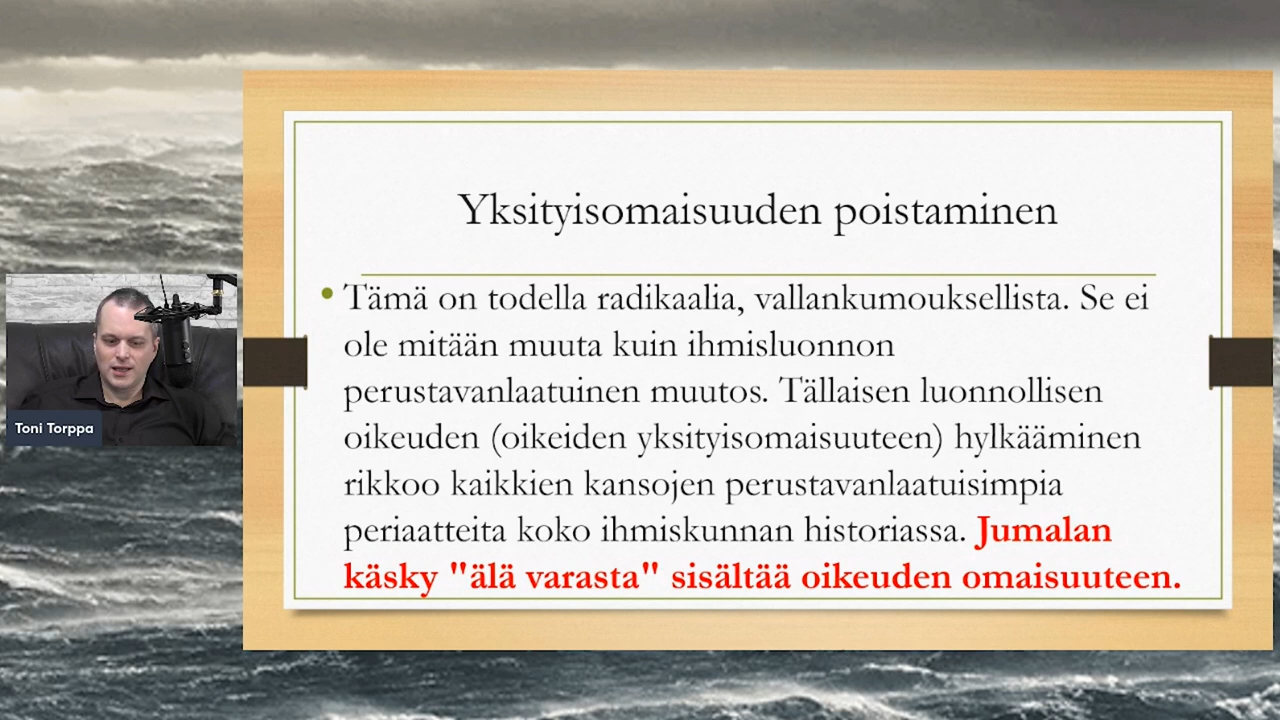 Yksityisomaisuuden poistaminen
• Tämä on todella radikaalia, vallankumouksellista. Se ei
ole mitään muuta kuin ihmisluonnon
perustavanlaatuinen muutos. Tällaisen luonnollisen
oikeuden (oikeiden yksityisomaisuuteen) hylkääminen
rikkoo kaikkien kansojen perustavanlaatuisimpia
periaatteita koko ihmiskunnan historiassa. Jumalan
käsky "älä varasta" sisältää oikeuden omaisuuteen.
Toni Torppa